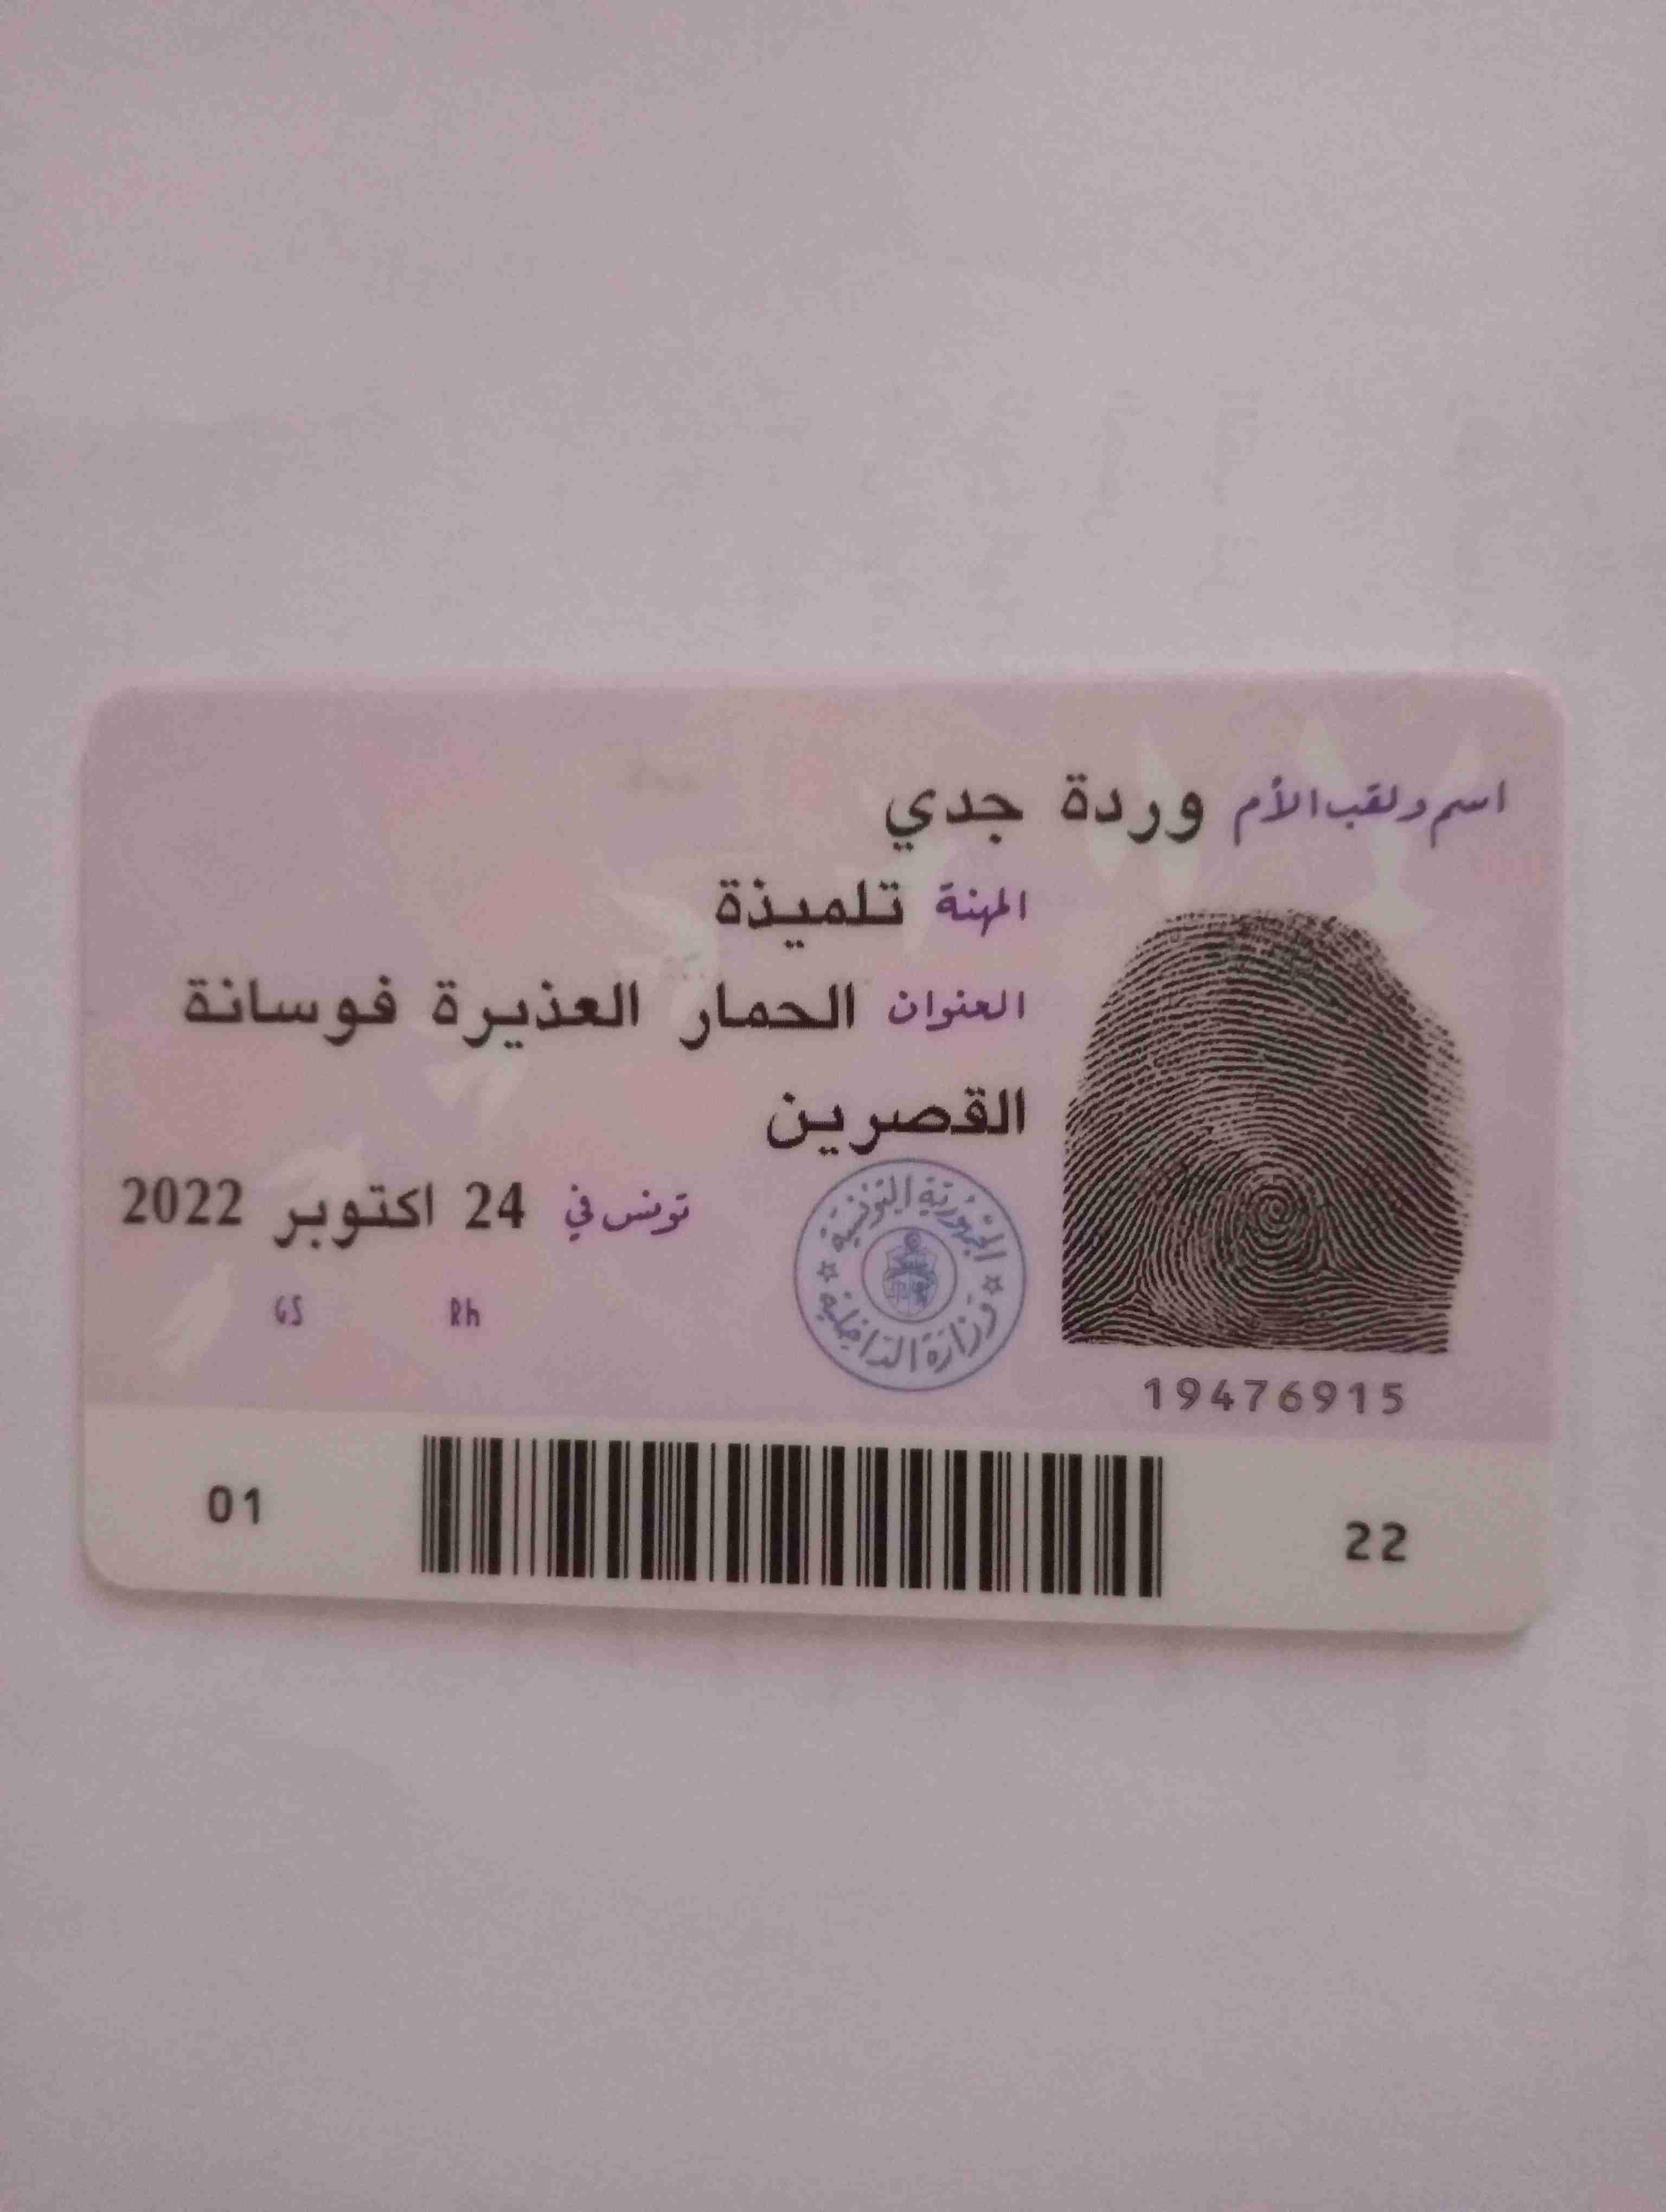 اسم ولقب الأم وردة جدي
المهنة تلميذة
العنوان الحمار العذيرة فوسانة
القصرين
تونس في 24 اكتوبر 2022
الجمهورية التونسية
وزارة الداخلية
GS Rh
19476915
01 22